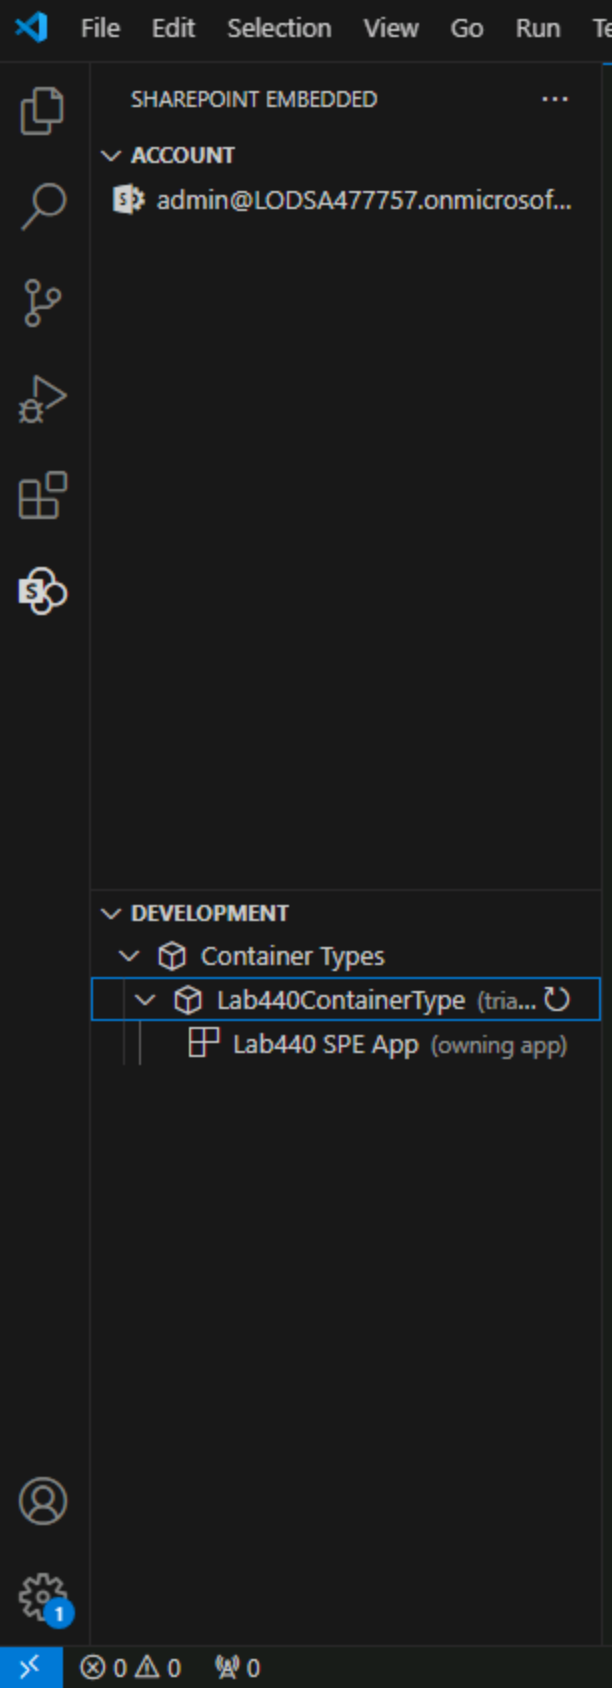 File Edit Selection View Go Run Te
SHAREPOINT EMBEDDED ...
ACCOUNT
admin@LODSA477757.onmicrosof...
S
DEVELOPMENT
Container Types
Lab440ContainerType (tria...
Lab440 SPE App (owning app)
1
0 0 0